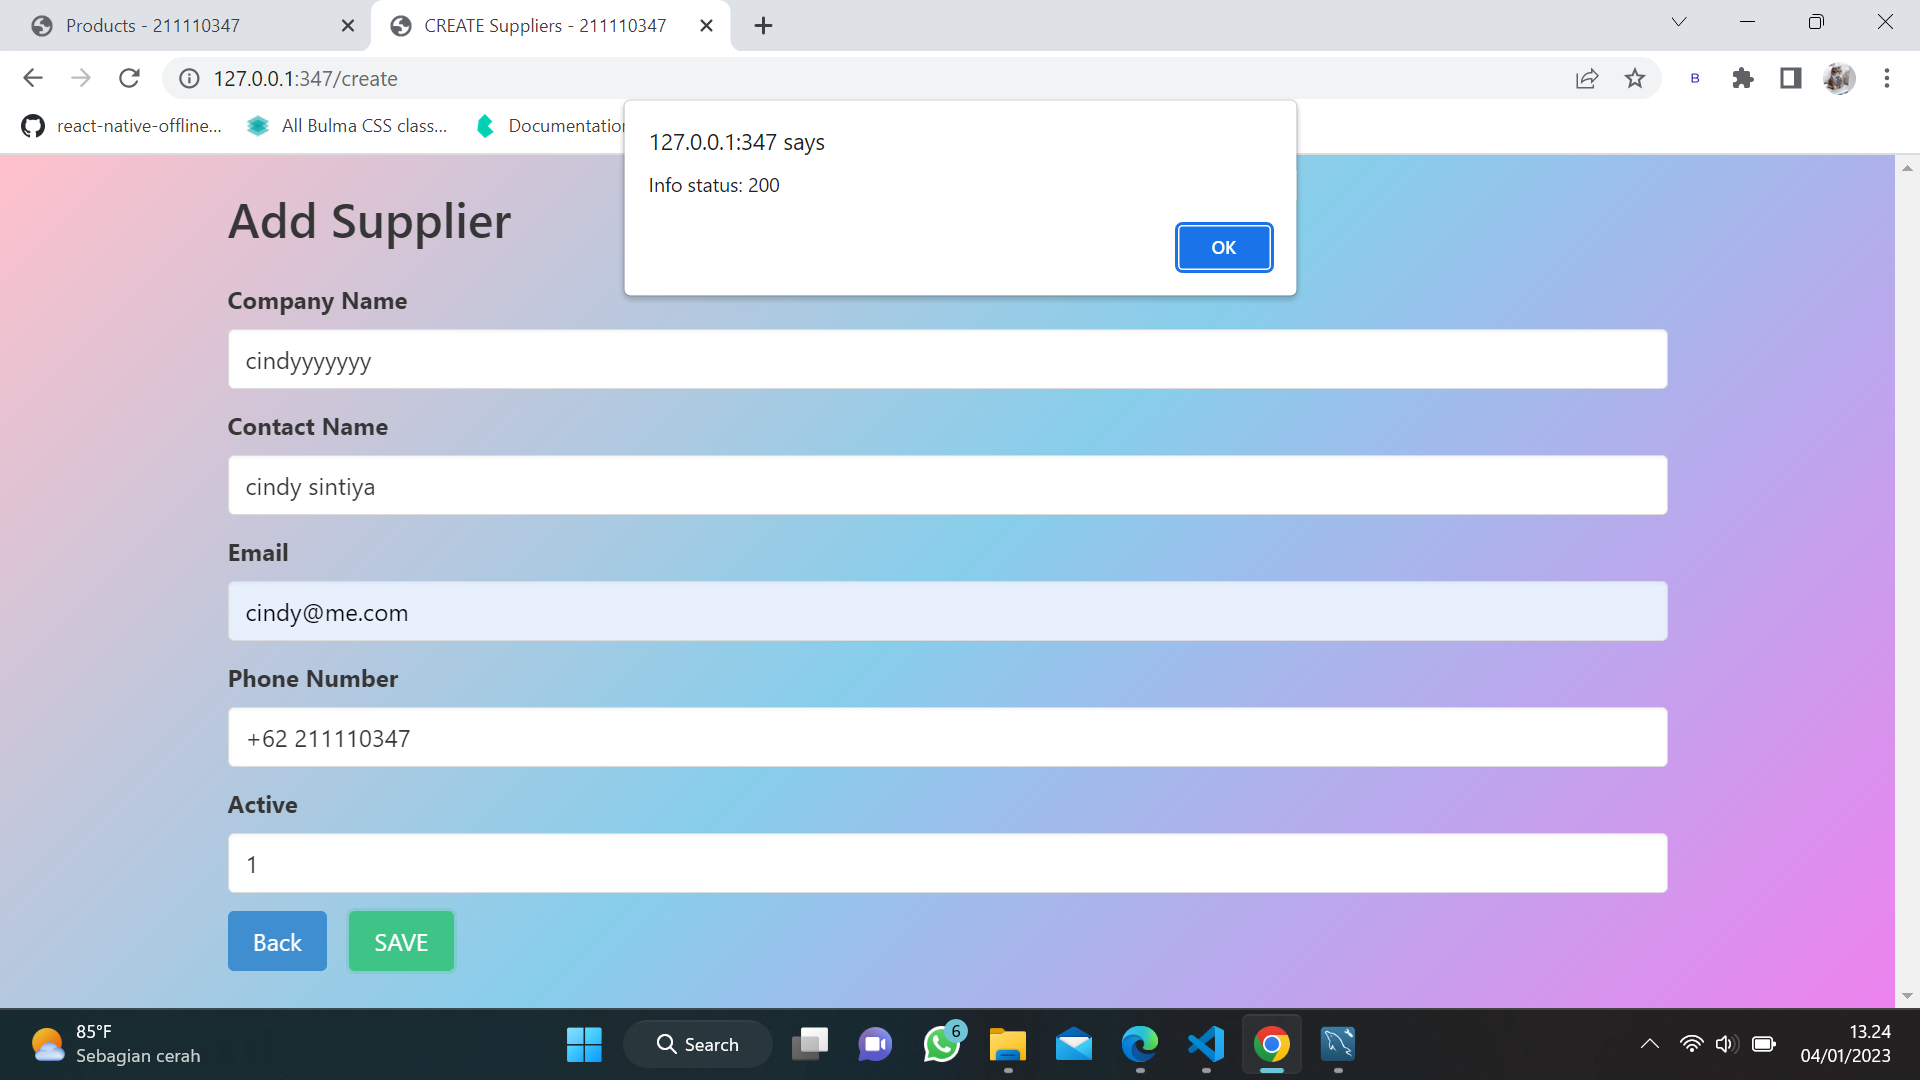 Products - 211110347
CREATE Suppliers - 211110347
127.0.0.1:347/create
B
react-native-offline...
All Bulma CSS class...
Documentation
127.0.0.1:347 says
Info status: 200
OK
Add Supplier
Company Name
cindyyyyyyy
Contact Name
cindy sintiya
Email
cindy@me.com
Phone Number
+62 211110347
Active
1
Back
SAVE
85°F
Sebagian cerah
Search
6
13.24
04/01/2023